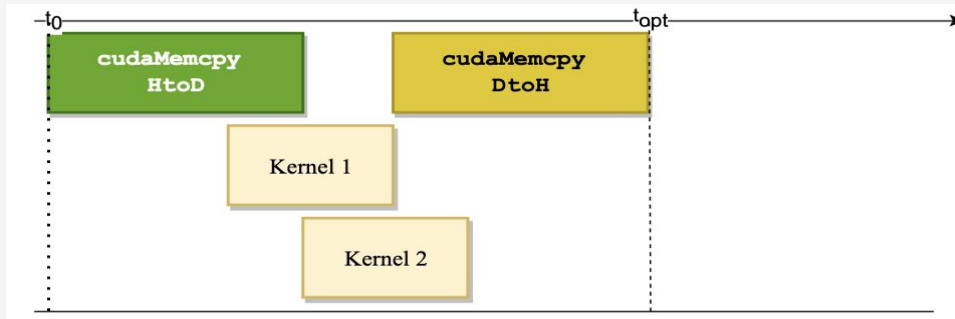 t0
topt
cudaMemcpy
HtoD
cudaMemcpy
DtoH
Kernel 1
Kernel 2